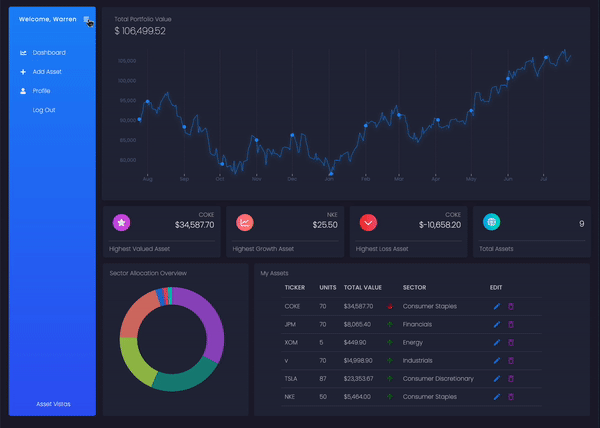 Welcome, Warren
Dashboard
Add Asset
Profile
Log Out
Asset Vistas
Total Portfolio Value
$ 106,499.52
105,000
100,000
95,000
90,000
85,000
80,000
Aug Sep Oct Nov Dec Jan Feb Mar Apr May Jun Jul
COKE
$34,587.70
Highest Valued Asset
NKE
$25.50
Highest Growth Asset
COKE
$-10,658.20
Highest Loss Asset
9
Total Assets
Sector Allocation Overview
My Assets
TICKER UNITS TOTAL VALUE SECTOR EDIT
COKE 70 $34,587.70 Consumer Staples
JPM 70 $8,065.40 Financials
XOM 5 $449.90 Energy
v 70 $14,998.90 Industrials
TSLA 87 $23,353.67 Consumer Discretionary
NKE 50 $5,464.00 Consumer Staples